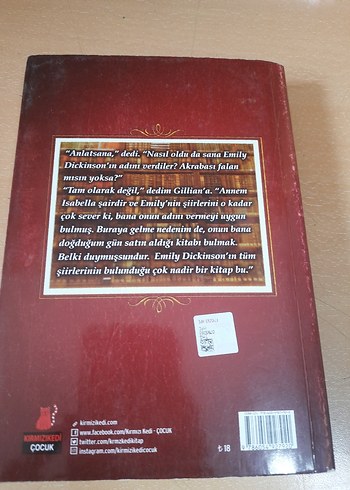 “Anlatsana,” dedi. “Nasıl oldu da sana Emily
Dickinson’ın adını verdiler? Akrabası falan
mısın yoksa?”
“Tam olarak değil,” dedim Gillian’a. “Annem
Isabella şairdir ve Emily’nin şiirlerini o kadar
çok sever ki, bana onun adını vermeyi uygun
bulmuş. Buraya gelme nedenim de, onun bana
doğduğum gün satın aldığı kitabı bulmak.
Belki duymuşsundur. Emily Dickinson’ın tüm
şiirlerinin bulunduğu çok nadir bir kitap bu.”
KIRMIZIKEDİ
ÇOCUK
kirmizikedi.com
www.facebook.com/Kırmızı Kedi - ÇOCUK
twitter.com/krmzkedikitap
instagram.com/kirmizikedicocuk
₺ 18